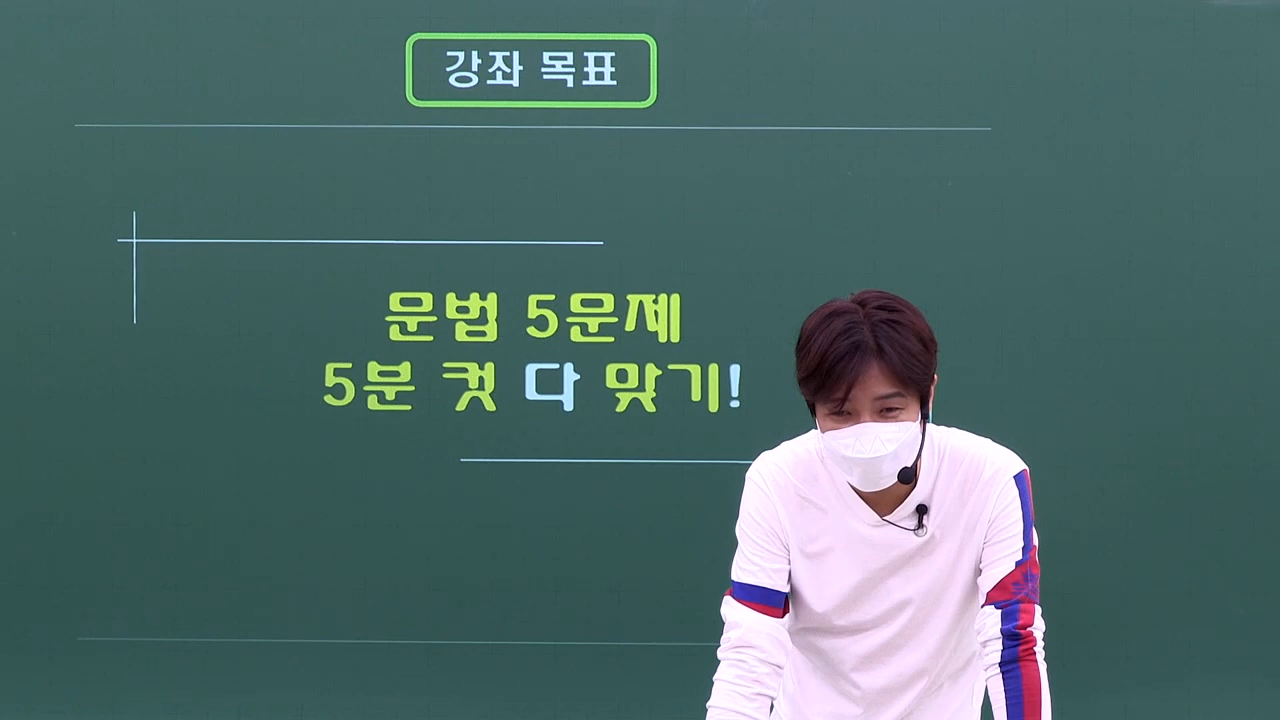 강좌 목표
문법 5문제
5분 컷 다 맞기!